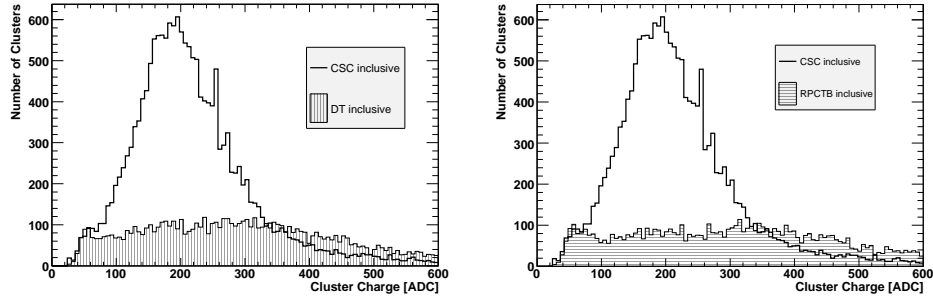 Number of Clusters
600
500
400
300
200
100
0
CSC inclusive
DT inclusive
0 100 200 300 400 500 600
Cluster Charge [ADC]
Number of Clusters
600
500
400
300
200
100
0
CSC inclusive
RPCTB inclusive
0 100 200 300 400 500 600
Cluster Charge [ADC]